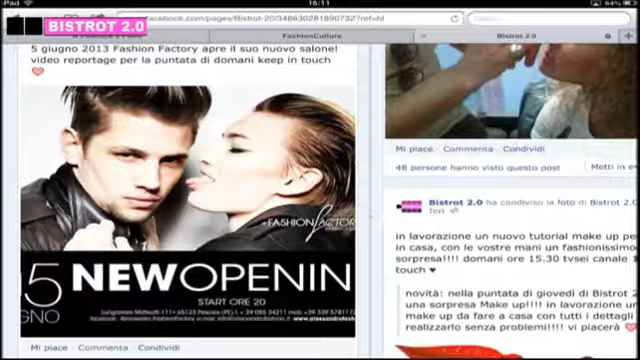 iPad
16:11
64%
BISTROT 2.0
facebook.com/pages/Bistrot-20/348630281890732?ref=hl
FashionCulture
Bistrot 2.0
5 giugno 2013 Fashion Factory apre il suo nuovo salone!
video reportage per la puntata di domani keep in touch
FASHION FACTORY
5 NEWOPENIN
GNO
START ORE 20
Mi piace · Commenta · Condividi
Mi piace · Commenta · Condividi
48 persone hanno visto questo post
Metti in e
Bistrot 2.0 ha condiviso la foto di Bistrot 2.0
Ieri
in lavorazione un nuovo tutorial make up pe
in casa, con le vostre mani un fashionissimo
sorpresa!!!! domani ore 15.30 tvsei canale 1
touch ♥
novità: nella puntata di giovedì di Bistrot 2
una sorpresa Make up!!!! in lavorazione un
make up da fare a casa con tutti i dettagli
realizzarlo senza problemi!!!! vi piacerà